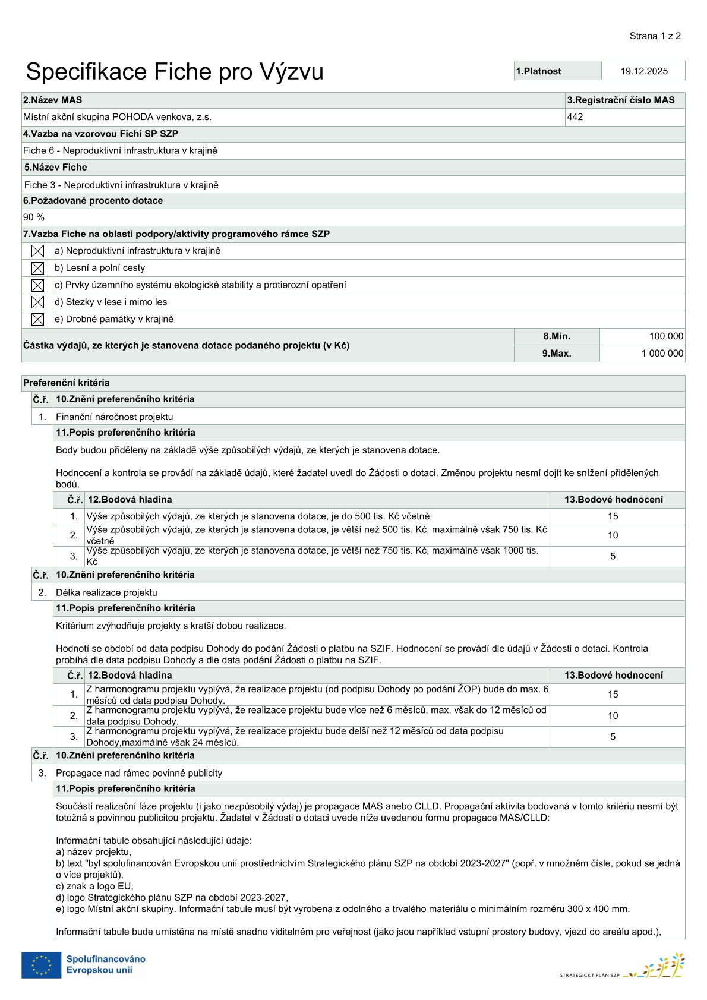 Strana 1 z 2
Specifikace Fiche pro Výzvu
1.Platnost
19.12.2025
2.Název MAS
3.Registrační číslo MAS
Místní akční skupina POHODA venkova, z.s.
442
4.Vazba na vzorovou Fichi SP SZP
Fiche 6 - Neproduktivní infrastruktura v krajině
5.Název Fiche
Fiche 3 - Neproduktivní infrastruktura v krajině
6.Požadované procento dotace
90 %
7.Vazba Fiche na oblasti podpory/aktivity programového rámce SZP
a) Neproduktivní infrastruktura v krajině
b) Lesní a polní cesty
c) Prvky územního systému ekologické stability a protierozní opatření
d) Stezky v lese i mimo les
e) Drobné památky v krajině
Částka výdajů, ze kterých je stanovena dotace podaného projektu (v Kč)
8.Min.
100 000
9.Max.
1 000 000
Preferenční kritéria
Č.ř. 10.Znění preferenčního kritéria
1. Finanční náročnost projektu
11.Popis preferenčního kritéria
Body budou přiděleny na základě výše způsobilých výdajů, ze kterých je stanovena dotace.
Hodnocení a kontrola se provádí na základě údajů, které žadatel uvedl do Žádosti o dotaci. Změnou projektu nesmí dojít ke snížení přidělených
bodů.
Č.ř. 12.Bodová hladina 13.Bodové hodnocení
1. Výše způsobilých výdajů, ze kterých je stanovena dotace, je do 500 tis. Kč včetně 15
2. Výše způsobilých výdajů, ze kterých je stanovena dotace, je větší než 500 tis. Kč, maximálně však 750 tis. Kč
včetně 10
3. Výše způsobilých výdajů, ze kterých je stanovena dotace, je větší než 750 tis. Kč, maximálně však 1000 tis.
Kč 5
Č.ř. 10.Znění preferenčního kritéria
2. Délka realizace projektu
11.Popis preferenčního kritéria
Kritérium zvýhodňuje projekty s kratší dobou realizace.
Hodnotí se období od data podpisu Dohody do podání Žádosti o platbu na SZIF. Hodnocení se provádí dle údajů v Žádosti o dotaci. Kontrola
probíhá dle data podpisu Dohody a dle data podání Žádosti o platbu na SZIF.
Č.ř. 12.Bodová hladina 13.Bodové hodnocení
1. Z harmonogramu projektu vyplývá, že realizace projektu (od podpisu Dohody po podání ŽOP) bude do max. 6
měsíců od data podpisu Dohody. 15
2. Z harmonogramu projektu vyplývá, že realizace projektu bude více než 6 měsíců, max. však do 12 měsíců od
data podpisu Dohody. 10
3. Z harmonogramu projektu vyplývá, že realizace projektu bude delší než 12 měsíců od data podpisu
Dohody,maximálně však 24 měsíců. 5
Č.ř. 10.Znění preferenčního kritéria
3. Propagace nad rámec povinné publicity
11.Popis preferenčního kritéria
Součástí realizační fáze projektu (i jako nezpůsobilý výdaj) je propagace MAS anebo CLLD. Propagační aktivita bodovaná v tomto kritériu nesmí být
totožná s povinnou publicitou projektu. Žadatel v Žádosti o dotaci uvede níže uvedenou formu propagace MAS/CLLD:
Informační tabule obsahující následující údaje:
a) název projektu,
b) text "byl spolufinancován Evropskou unií prostřednictvím Strategického plánu SZP na období 2023-2027" (popř. v množném čísle, pokud se jedná
o více projektů),
c) znak a logo EU,
d) logo Strategického plánu SZP na období 2023-2027,
e) logo Místní akční skupiny. Informační tabule musí být vyrobena z odolného a trvalého materiálu o minimálním rozměru 300 x 400 mm.
Informační tabule bude umístěna na místě snadno viditelném pro veřejnost (jako jsou například vstupní prostory budovy, vjezd do areálu apod.),
Spolufinancováno
Evropskou unií
STRATEGICKÝ PLÁN SZP